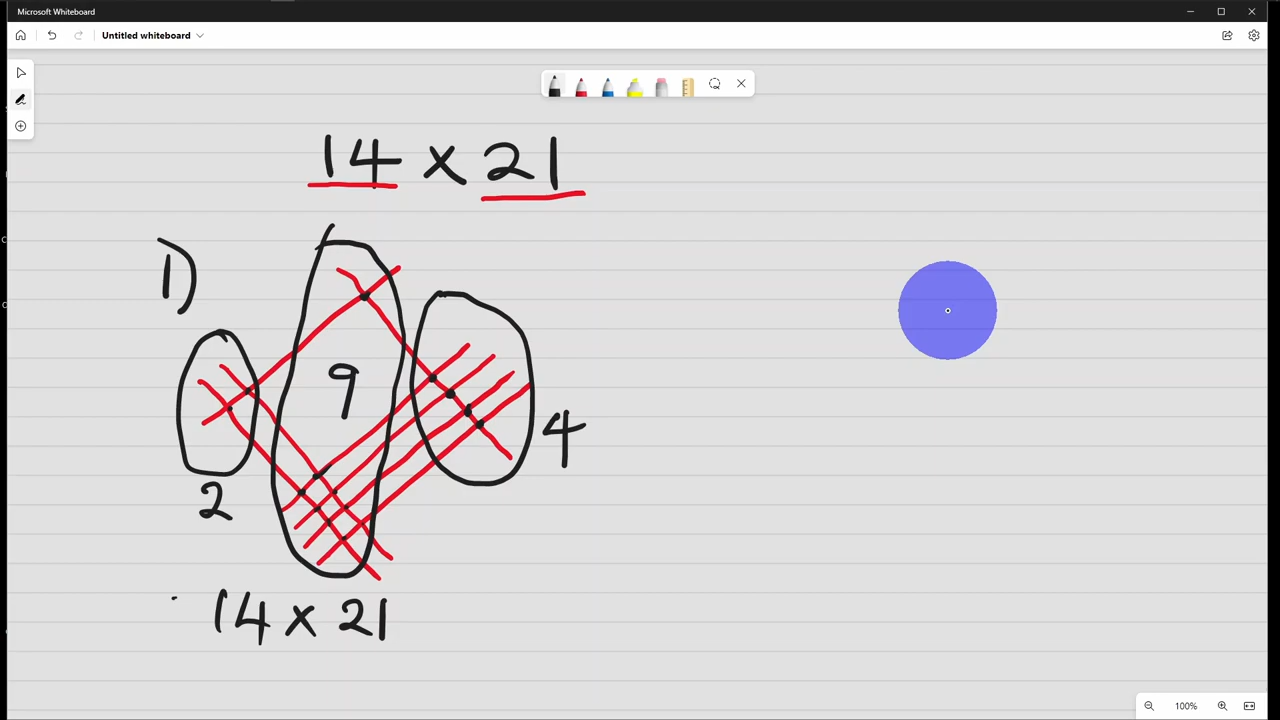 Microsoft Whiteboard
Untitled whiteboard
14 x 21
1)
9
4
2
14 x 21
100%